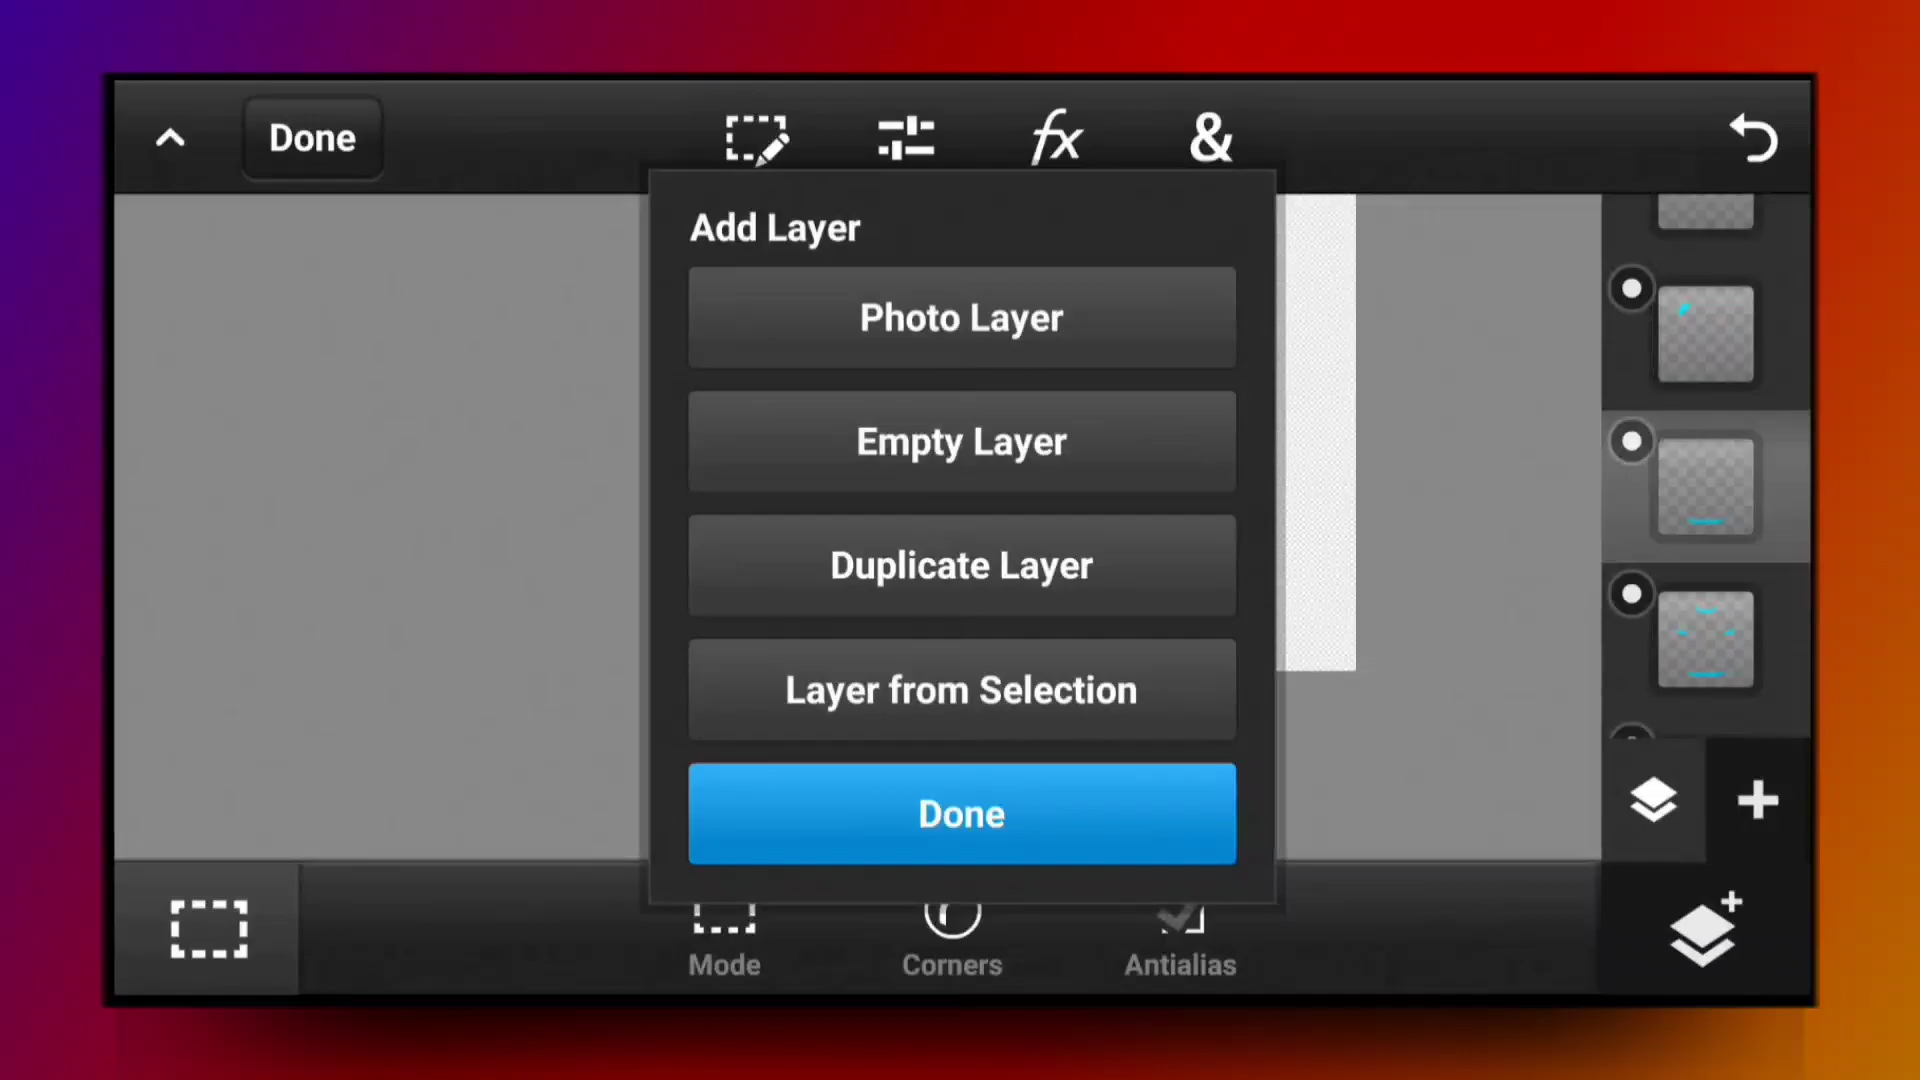 Done
fx
&
Add Layer
Photo Layer
Empty Layer
Duplicate Layer
Layer from Selection
Done
Mode
Corners
Antialias